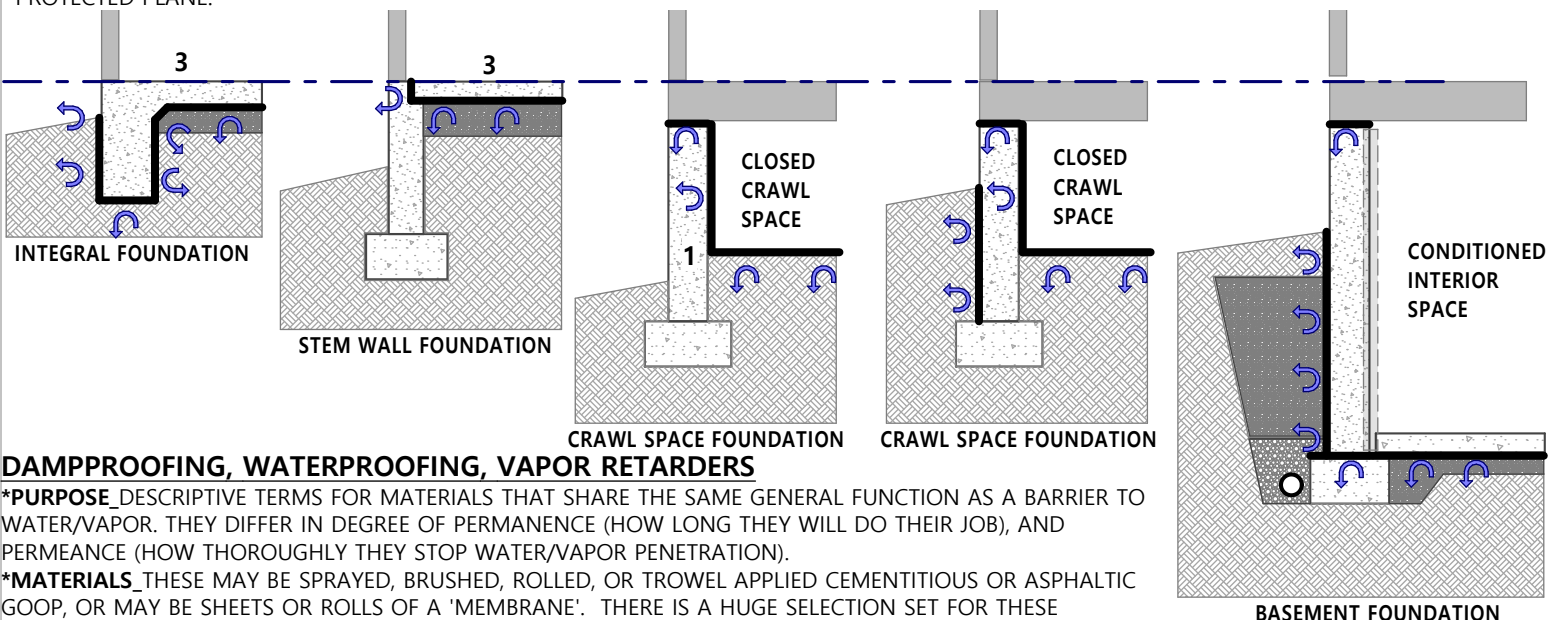 PROTECTED PLANE.
3
3
CLOSED
CRAWL
SPACE
1
CLOSED
CRAWL
SPACE
CONDITIONED
INTERIOR
SPACE
INTEGRAL FOUNDATION
STEM WALL FOUNDATION
CRAWL SPACE FOUNDATION
CRAWL SPACE FOUNDATION
BASEMENT FOUNDATION
DAMPPROOFING, WATERPROOFING, VAPOR RETARDERS
*PURPOSE_DESCRIPTIVE TERMS FOR MATERIALS THAT SHARE THE SAME GENERAL FUNCTION AS A BARRIER TO
WATER/VAPOR. THEY DIFFER IN DEGREE OF PERMANENCE (HOW LONG THEY WILL DO THEIR JOB), AND
PERMEANCE (HOW THOROUGHLY THEY STOP WATER/VAPOR PENETRATION).
*MATERIALS_THESE MAY BE SPRAYED, BRUSHED, ROLLED, OR TROWEL APPLIED CEMENTITIOUS OR ASPHALTIC
GOOP, OR MAY BE SHEETS OR ROLLS OF A 'MEMBRANE'. THERE IS A HUGE SELECTION SET FOR THESE